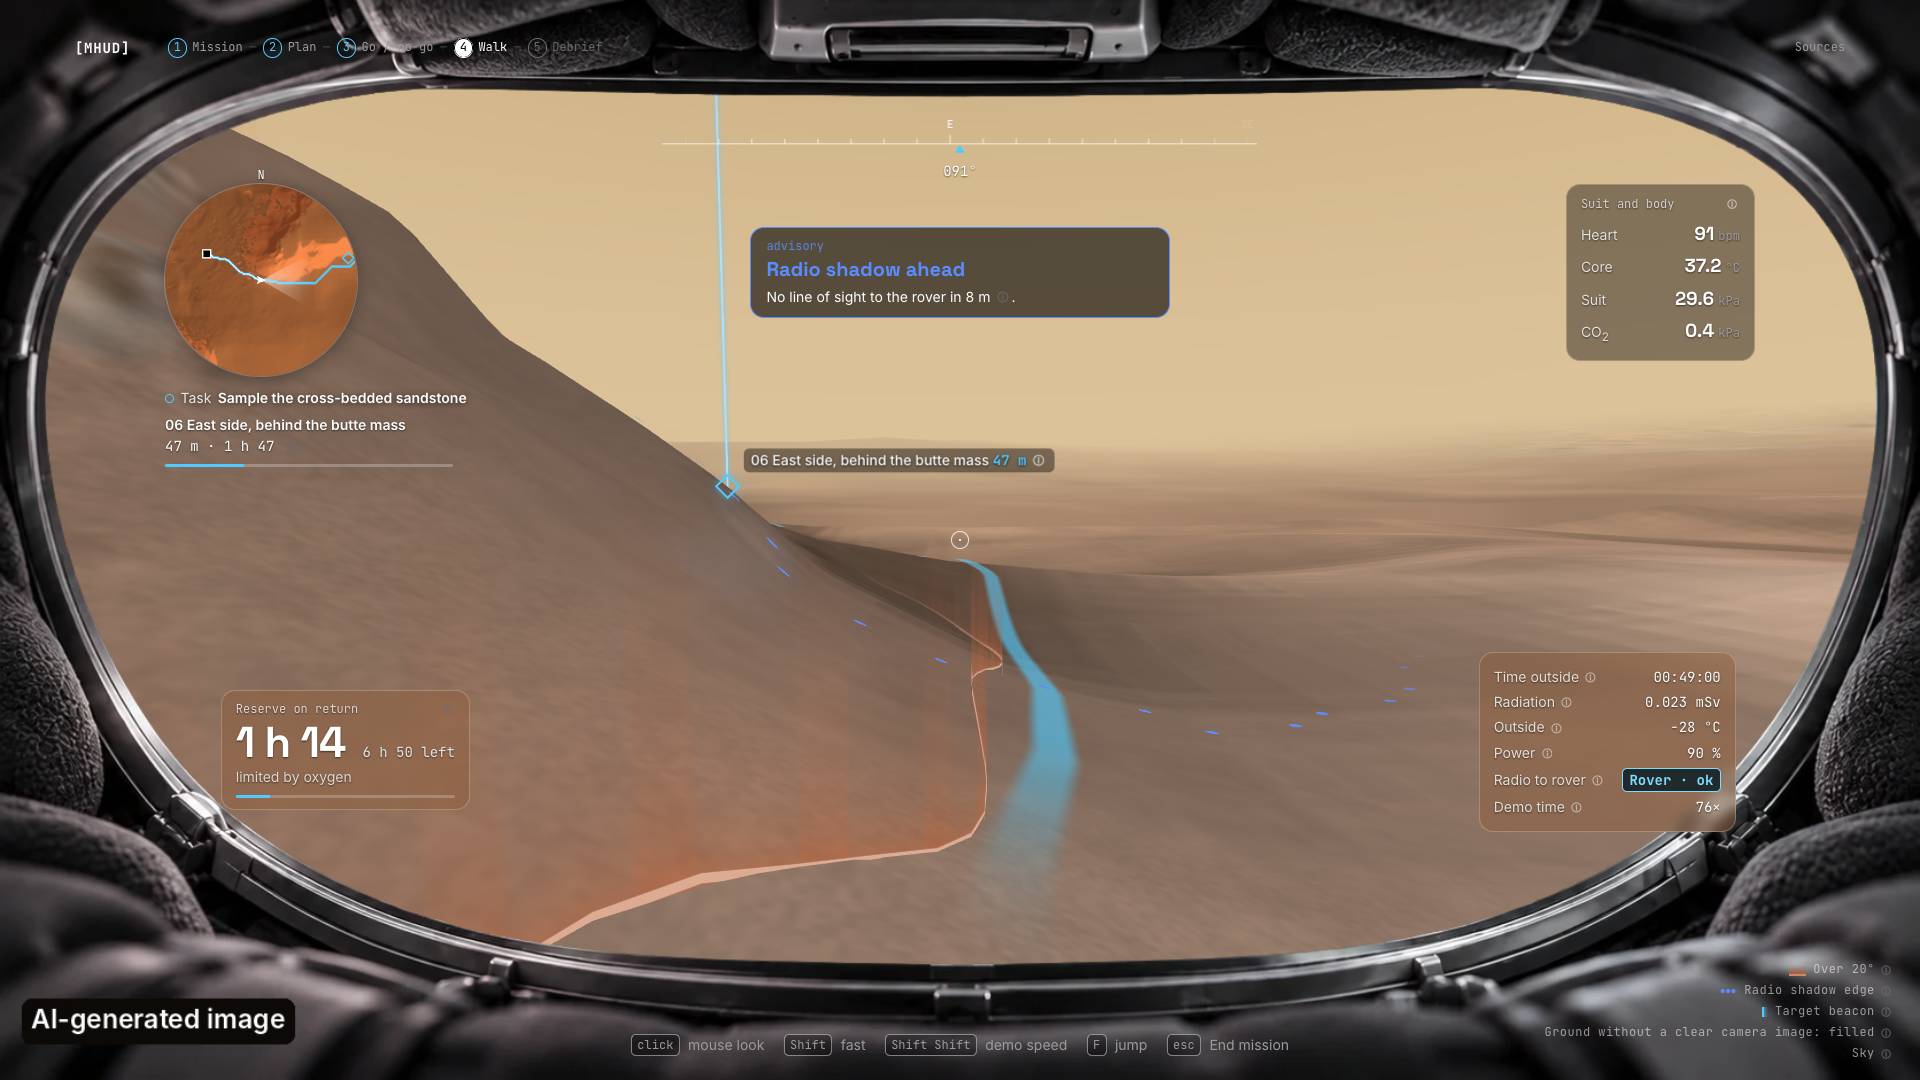 [MHUD] 1 Mission 2 Plan 3 Go / no-go 4 Walk 5 Debrief
Sources
E
091°
N
advisory
Radio shadow ahead
No line of sight to the rover in 8 m ⓘ.
Suit and body ⓘ
Heart 91 bpm
Core 37.2 °C
Suit 29.6 kPa
CO2 0.4 kPa
Task Sample the cross-bedded sandstone
06 East side, behind the butte mass
47 m · 1 h 47
06 East side, behind the butte mass 47 m ⓘ
Reserve on return
1 h 14 6 h 50 left
limited by oxygen
Time outside ⓘ 00:49:00
Radiation ⓘ 0.023 mSv
Outside ⓘ -28 °C
Power ⓘ 90 %
Radio to rover ⓘ Rover · ok
Demo time ⓘ 76×
Over 20° ⓘ
Radio shadow edge ⓘ
Target beacon ⓘ
Ground without a clear camera image: filled ⓘ
Sky ⓘ
AI-generated image
click mouse look Shift fast Shift Shift demo speed F jump esc End mission